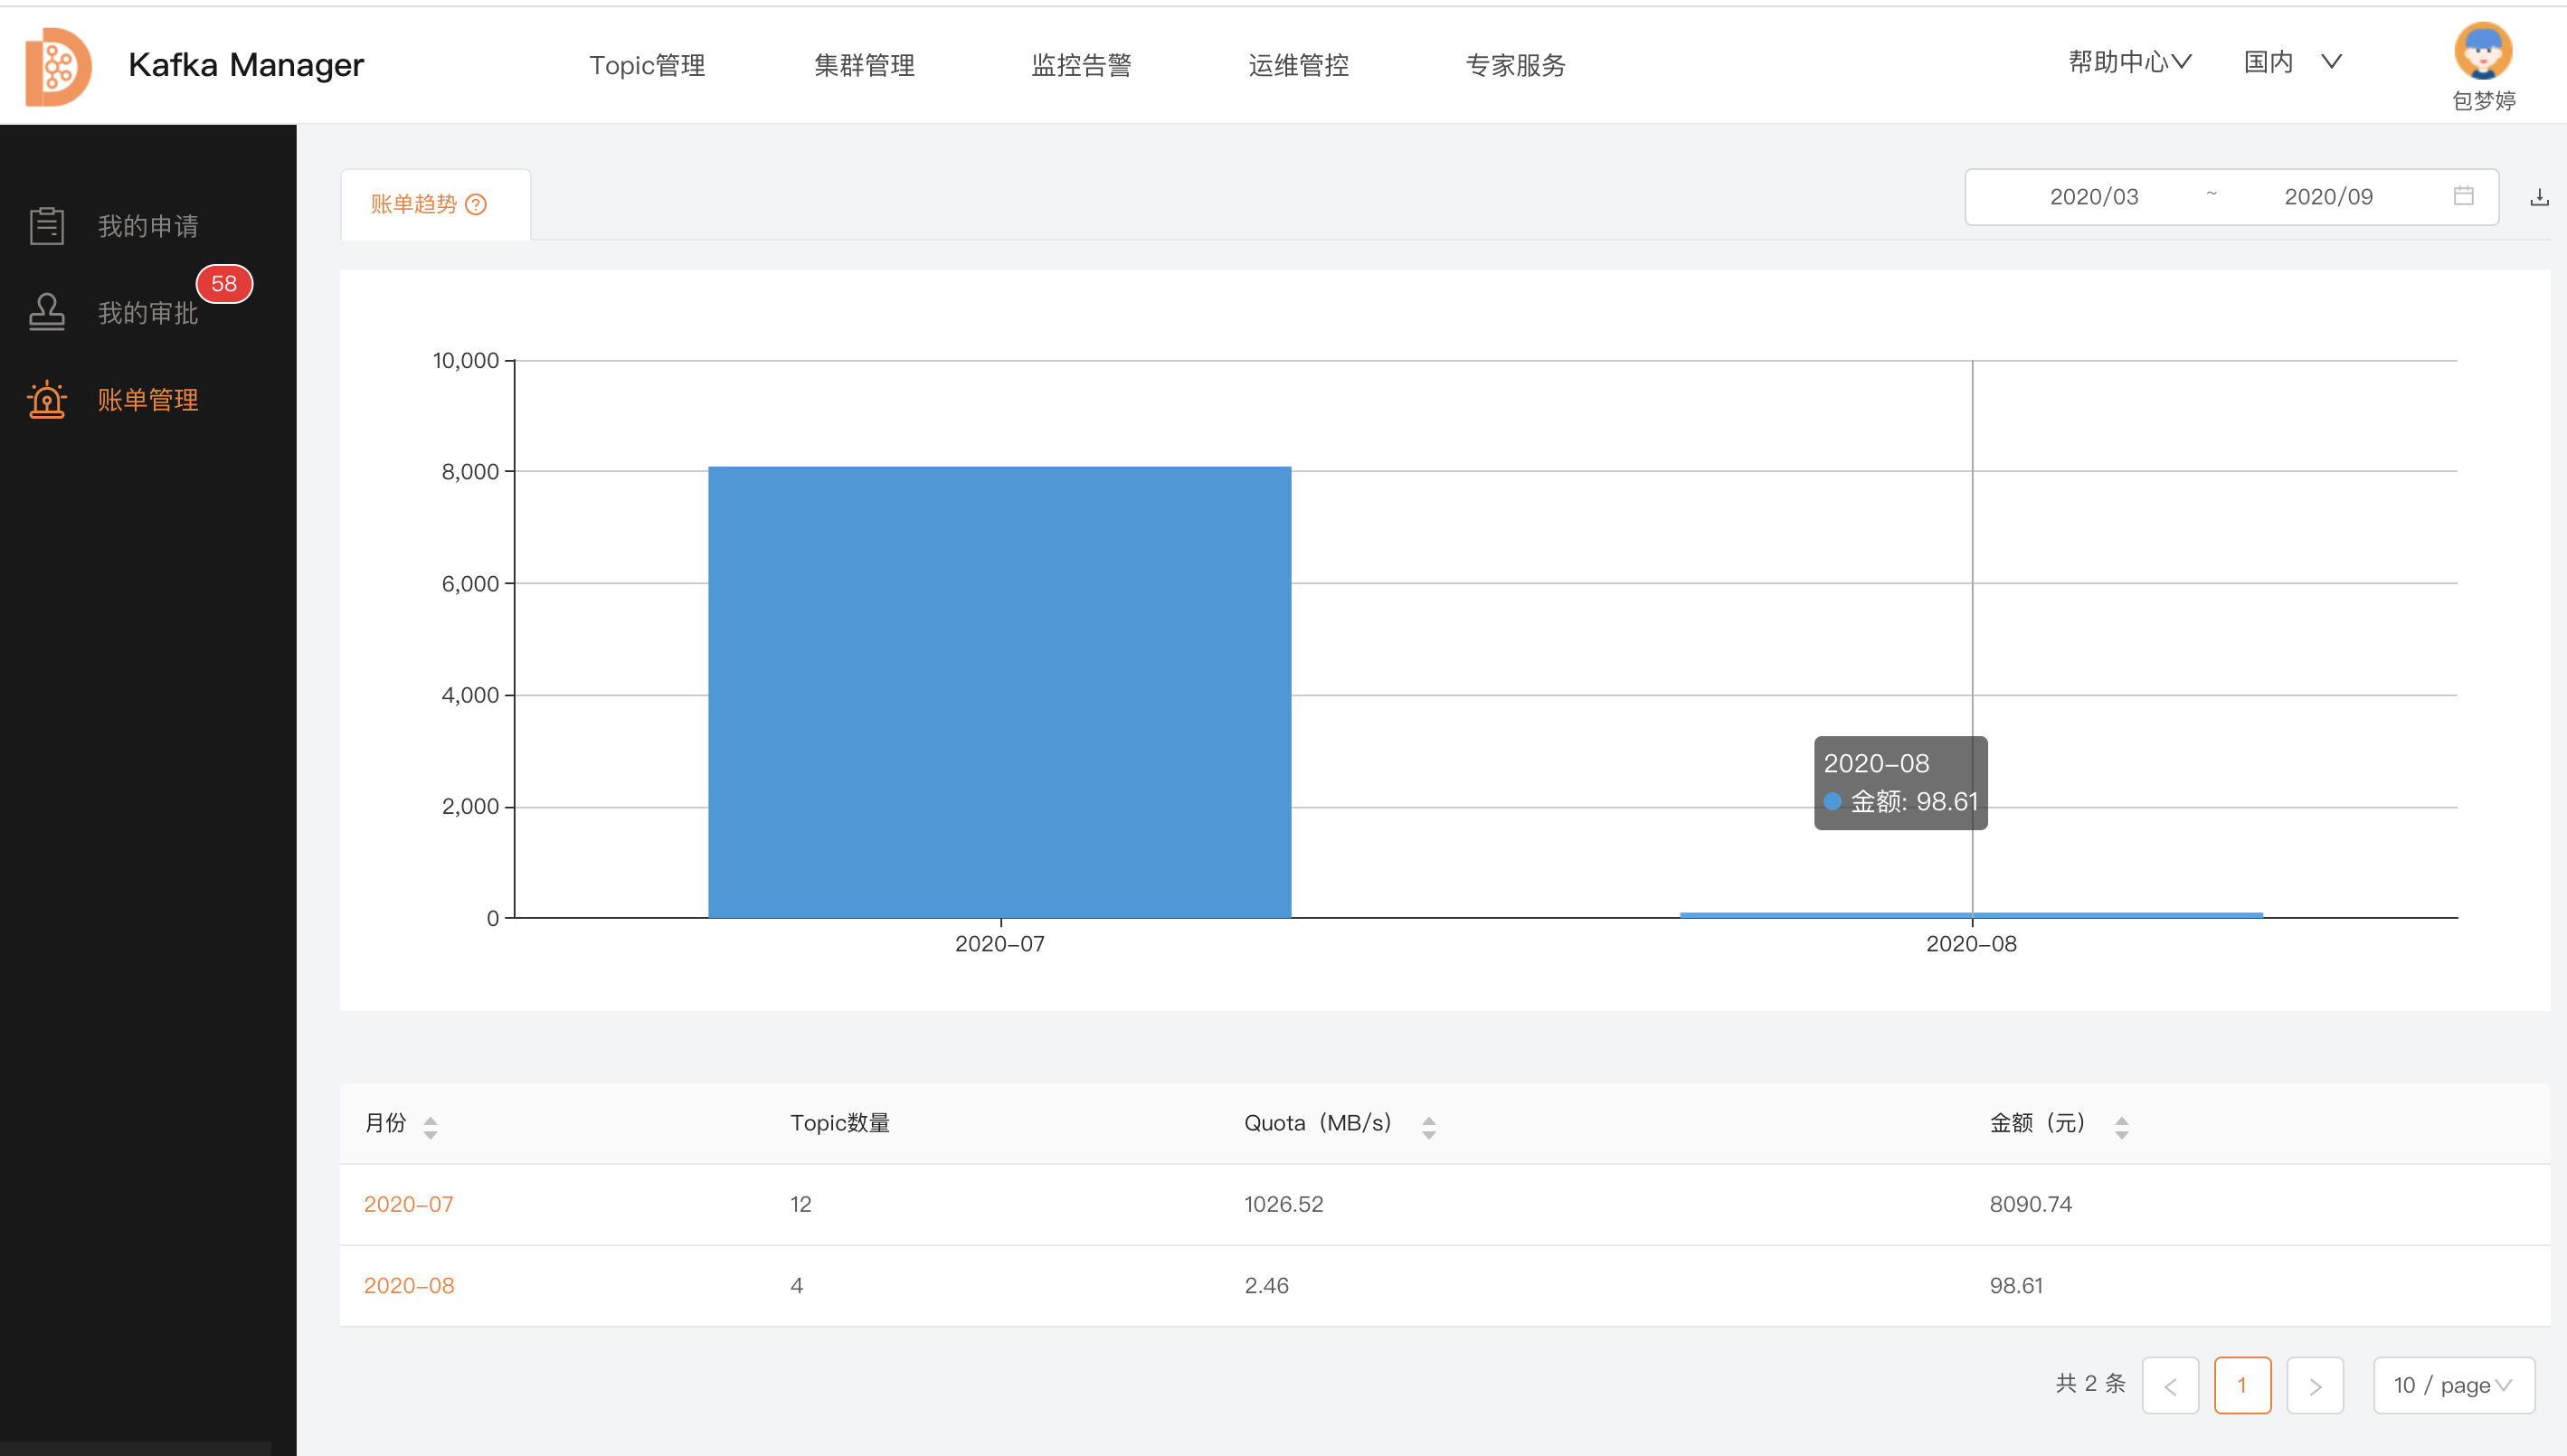 Kafka Manager
Topic管理
集群管理
监控告警
运维管控
专家服务
帮助中心
国内
包梦婷
我的申请
58
我的审批
账单管理
账单趋势
2020/03 ~ 2020/09
10,000
8,000
6,000
4,000
2,000
0
2020-08
金额: 98.61
2020-07
2020-08
月份 Topic数量 Quota（MB/s） 金额（元）
2020-07 12 1026.52 8090.74
2020-08 4 2.46 98.61
共 2 条 < 1 > 10 / page